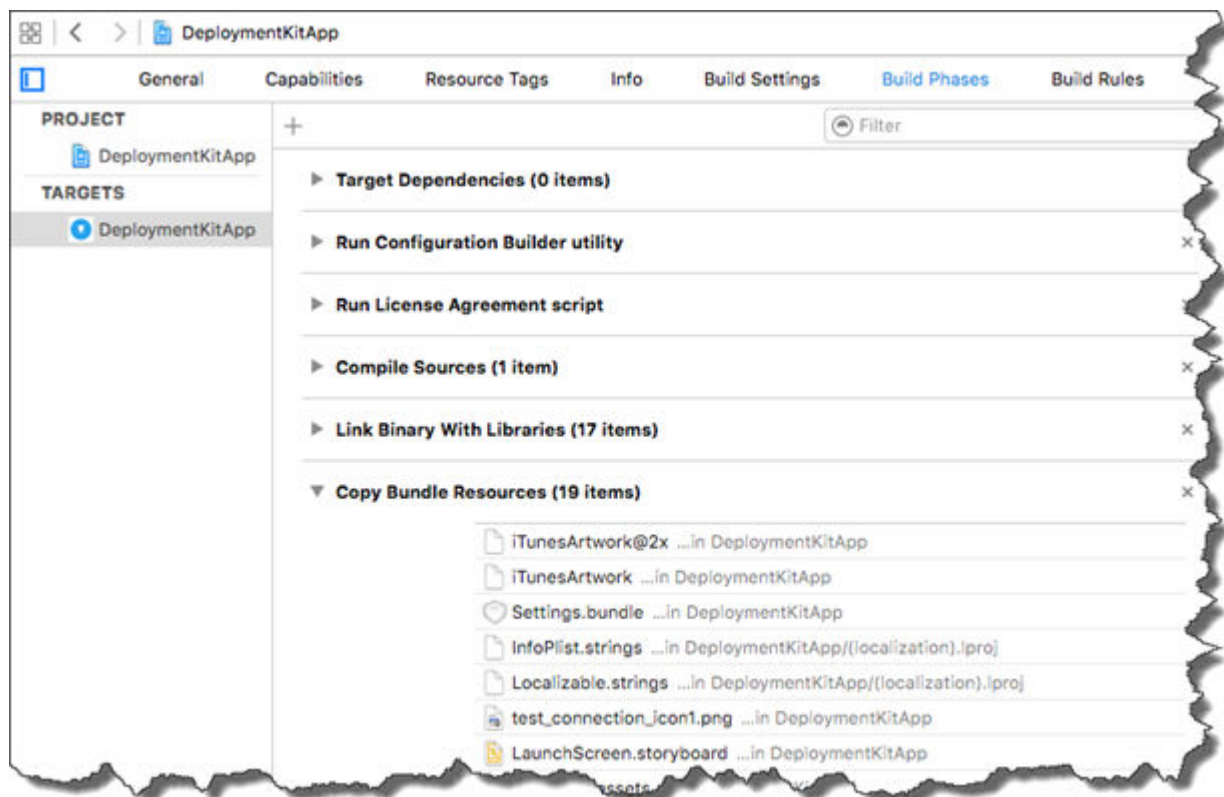 DeploymentKitApp
General Capabilities Resource Tags Info Build Settings Build Phases Build Rules
PROJECT
Filter
DeploymentKitApp
TARGETS
DeploymentKitApp
Target Dependencies (0 items)
Run Configuration Builder utility
Run License Agreement script
Compile Sources (1 item)
Link Binary With Libraries (17 items)
Copy Bundle Resources (19 items)
iTunesArtwork@2x ...in DeploymentKitApp
iTunesArtwork ...in DeploymentKitApp
Settings.bundle ...in DeploymentKitApp
InfoPlist.strings ...in DeploymentKitApp/(localization).lproj
Localizable.strings ...in DeploymentKitApp/(localization).lproj
test_connection_icon1.png ...in DeploymentKitApp
LaunchScreen.storyboard ...in DeploymentKitApp